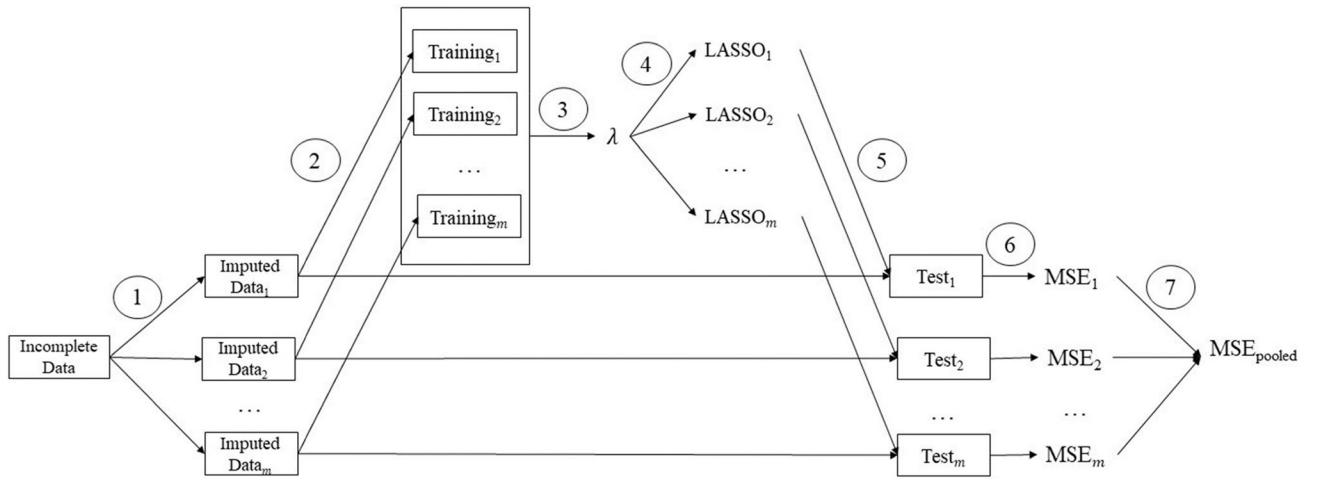 Training₁
4
LASSO₁
3
Training₂
LASSO₂
λ
2
5
...
...
Trainingₘ
LASSOₘ
6
1
Imputed
Data₁
Test₁
MSE₁
7
Incomplete
Data
Imputed
Data₂
Test₂
MSE₂
MSEpooled
...
...
...
Imputed
Dataₘ
Testₘ
MSEₘ